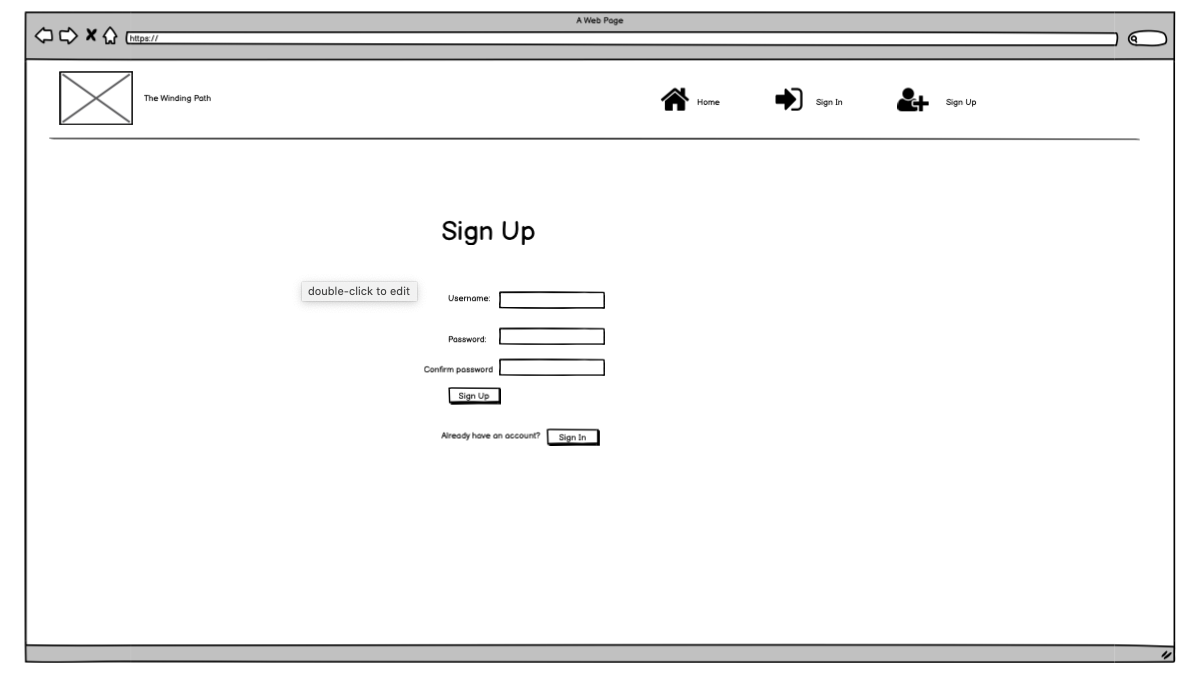 A Web Page
https://
The Winding Path
Home
Sign In
Sign Up
Sign Up
double-click to edit
Username:
Password:
Confirm password
Sign Up
Already have an account?
Sign In